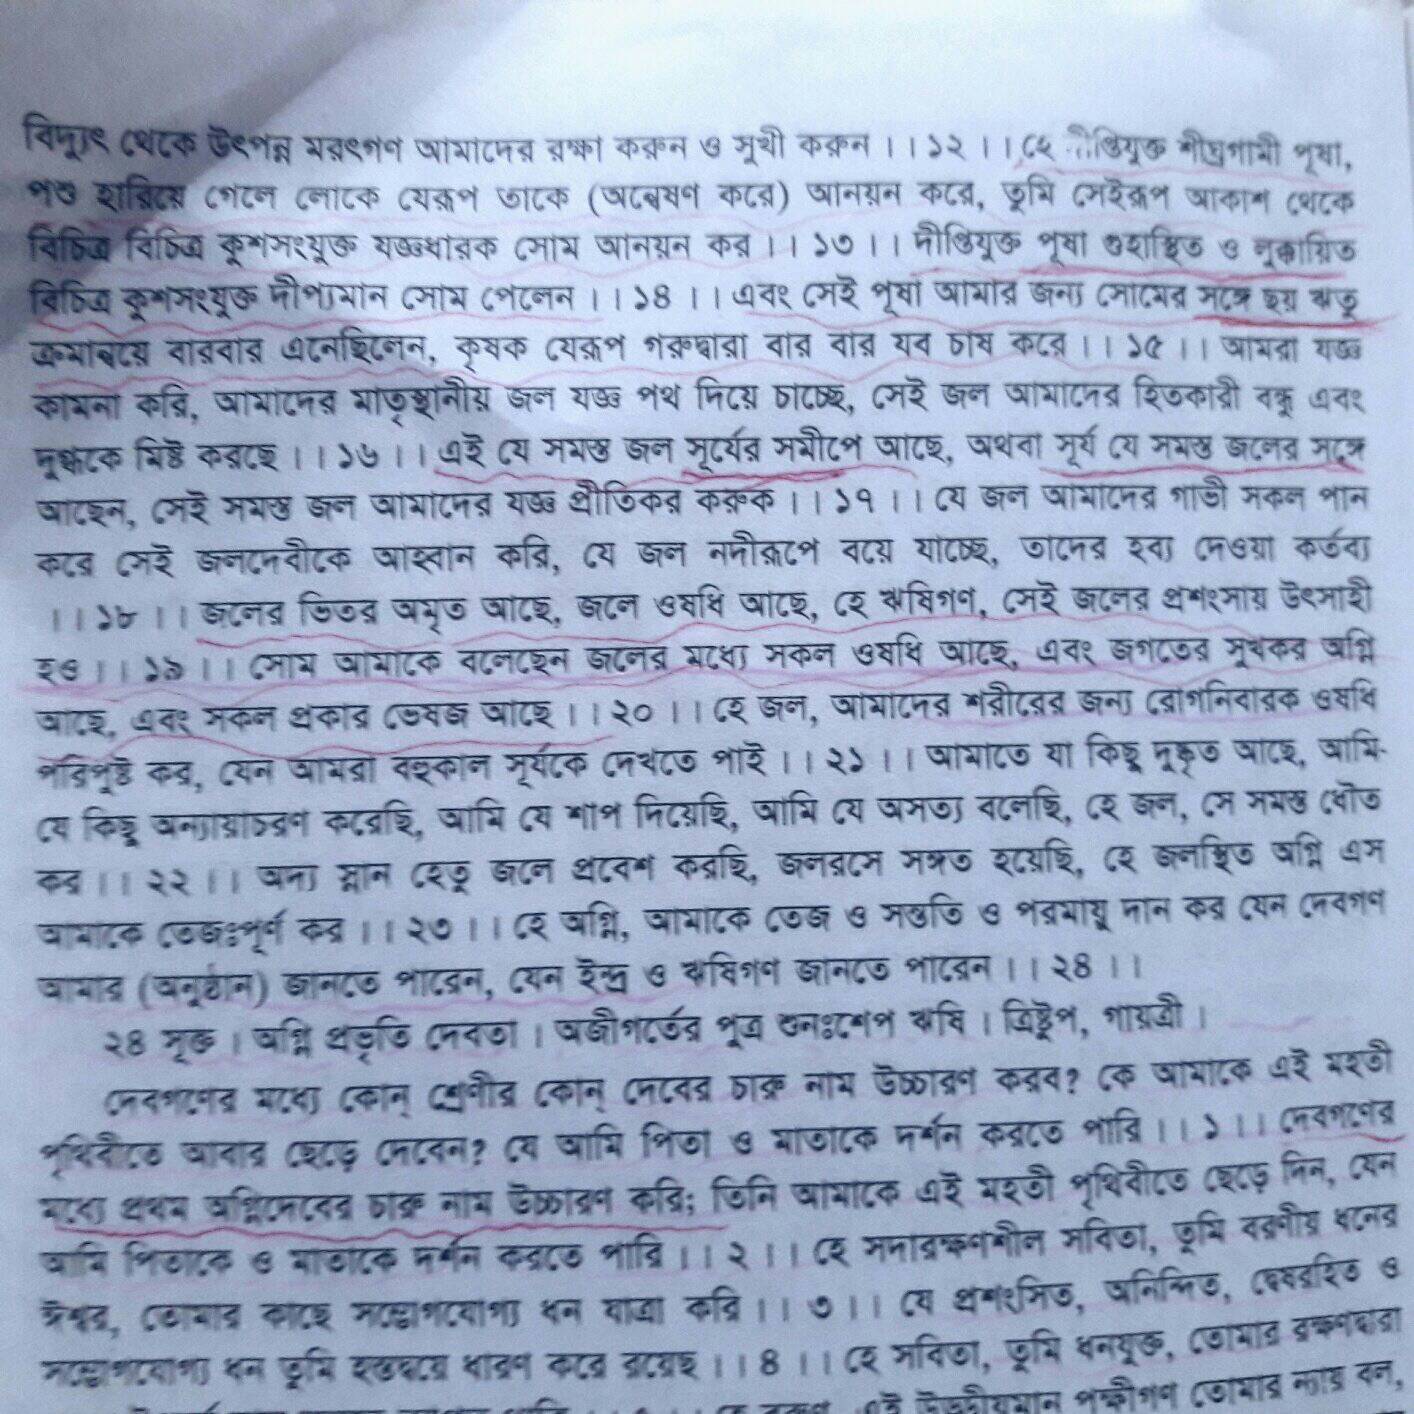 বিদ্যুৎ থেকে উৎপন্ন মরৎগণ আমাদের রক্ষা করুন ও সুখী করুন ।। ১২ ।। হে শীঘ্রগামী পূষা,
পশু হারিয়ে গেলে লোকে যেরূপ তাকে (অন্বেষণ করে) আনয়ন করে, তুমি সেইরূপ আকাশ থেকে
বিচিত্র বিচিত্র কুশসংযুক্ত যজ্ঞধারক সোম আনয়ন কর ।। ১৩ ।। দীপ্তিযুক্ত পূষা গুহাস্থিত ও লুক্কায়িত
বিচিত্র কুশসংযুক্ত দীপ্যমান সোম পেলেন ।। ১৪ ।। এবং সেই পূষা আমার জন্য সোমের সঙ্গে ছয় ঋতু
ক্রমান্বয়ে বারবার এনেছিলেন, কৃষক যেরূপ গরুদ্বারা বার বার যব চাষ করে ।। ১৫ ।। আমরা যজ্ঞ
কামনা করি, আমাদের মাতৃস্থানীয় জল যজ্ঞ পথ দিয়ে চাচ্ছে, সেই জল আমাদের হিতকারী বন্ধু এবং
দুগ্ধকে মিষ্ট করছে ।। ১৬ ।। এই যে সমস্ত জল সূর্যের সমীপে আছে, অথবা সূর্য যে সমস্ত জলের সঙ্গে
আছেন, সেই সমস্ত জল আমাদের যজ্ঞ প্রীতিকর করুক ।। ১৭ ।। যে জল আমাদের গাভী সকল পান
করে সেই জলদেবীকে আহ্বান করি, যে জল নদীরূপে বয়ে যাচ্ছে, তাদের হব্য দেওয়া কর্তব্য
।। ১৮ ।। জলের ভিতর অমৃত আছে, জলে ওষধি আছে, হে ঋষিগণ, সেই জলের প্রশংসায় উৎসাহী
হও ।। ১৯ ।। সোম আমাকে বলেছেন জলের মধ্যে সকল ওষধি আছে, এবং জগতের সুখকর অগ্নি
আছে, এবং সকল প্রকার ভেষজ আছে ।। ২০ ।। হে জল, আমাদের শরীরের জন্য রোগনিবারক ওষধি
পরিপুষ্ট কর, যেন আমরা বহুকাল সূর্যকে দেখতে পাই ।। ২১ ।। আমাতে যা কিছু দুষ্কৃত আছে, আমি
যে কিছু অন্যায়াচরণ করেছি, আমি যে শাপ দিয়েছি, আমি যে অসত্য বলেছি, হে জল, সে সমস্ত ধৌত
কর ।। ২২ ।। অদ্য স্নান হেতু জলে প্রবেশ করছি, জলরসে সঙ্গত হয়েছি, হে জলস্থিত অগ্নি এস
আমাকে তেজঃপূর্ণ কর ।। ২৩ ।। হে অগ্নি, আমাকে তেজ ও সন্ততি ও পরমায়ু দান কর যেন দেবগণ
আমার (অনুষ্ঠান) জানতে পারেন, যেন ইন্দ্র ও ঋষিগণ জানতে পারেন ।। ২৪ ।।
২৪ সূক্ত । অগ্নি প্রভৃতি দেবতা । অজীগর্তের পুত্র শুনঃশেপ ঋষি । ত্রিষ্টুপ, গায়ত্রী ।
দেবগণের মধ্যে কোন্ শ্রেণীর কোন্ দেবের চারু নাম উচ্চারণ করব? কে আমাকে এই মহতী
পৃথিবীতে আবার ছেড়ে দেবেন? যে আমি পিতা ও মাতাকে দর্শন করতে পারি ।। ১ ।। দেবগণের
মধ্যে প্রথম অগ্নিদেবের চারু নাম উচ্চারণ করি; তিনি আমাকে এই মহতী পৃথিবীতে ছেড়ে দিন, যেন
আমি পিতাকে ও মাতাকে দর্শন করতে পারি ।। ২ ।। হে সদারক্ষণশীল সবিতা, তুমি বরণীয় ধনের
ঈশ্বর, তোমার কাছে সম্ভোগযোগ্য ধন যাচ্ঞা করি ।। ৩ ।। যে প্রশংসিত, অনিন্দিত, দ্বেষরহিত ও
সম্ভোগযোগ্য ধন তুমি হস্তদ্বয়ে ধারণ করে রয়েছ ।। ৪ ।। হে সবিতা, তুমি ধনযুক্ত, তোমার রক্ষণদ্বারা
এই উড্ডীয়মান পক্ষীগণ তোমার ন্যায় বল,